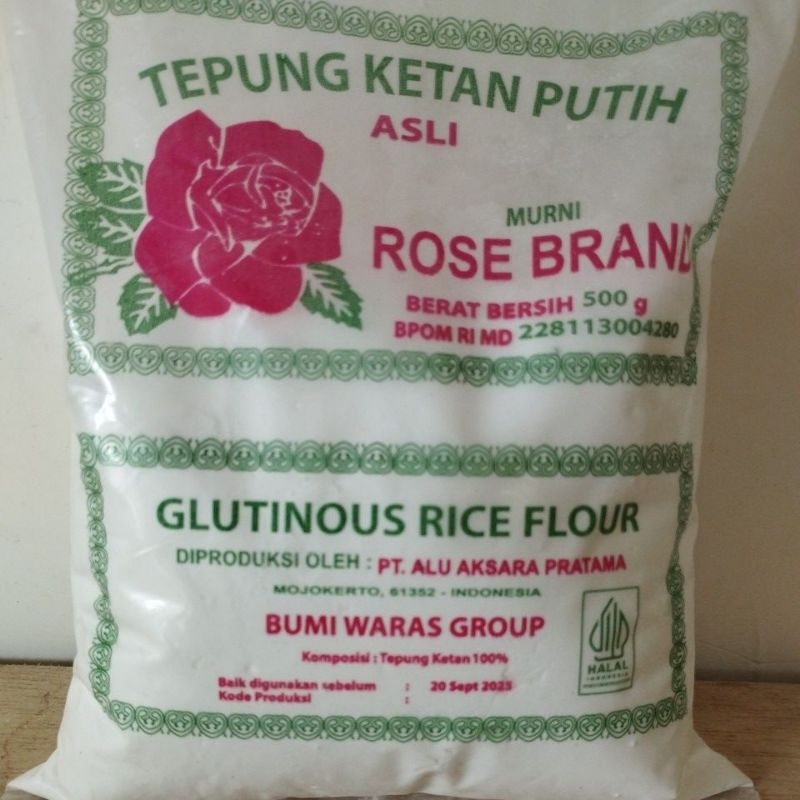 TEPUNG KETAN PUTIH
ASLI
MURNI
ROSE BRAND
BERAT BERSIH 500 g
BPOM RI MD 228113004280
GLUTINOUS RICE FLOUR
DIPRODUKSI OLEH : PT. ALU AKSARA PRATAMA
MOJOKERTO, 61352 - INDONESIA
BUMI WARAS GROUP
Komposisi : Tepung Ketan 100%
Baik digunakan sebelum : 20 Sept 2025
Kode Produksi :
HALAL
INDONESIA